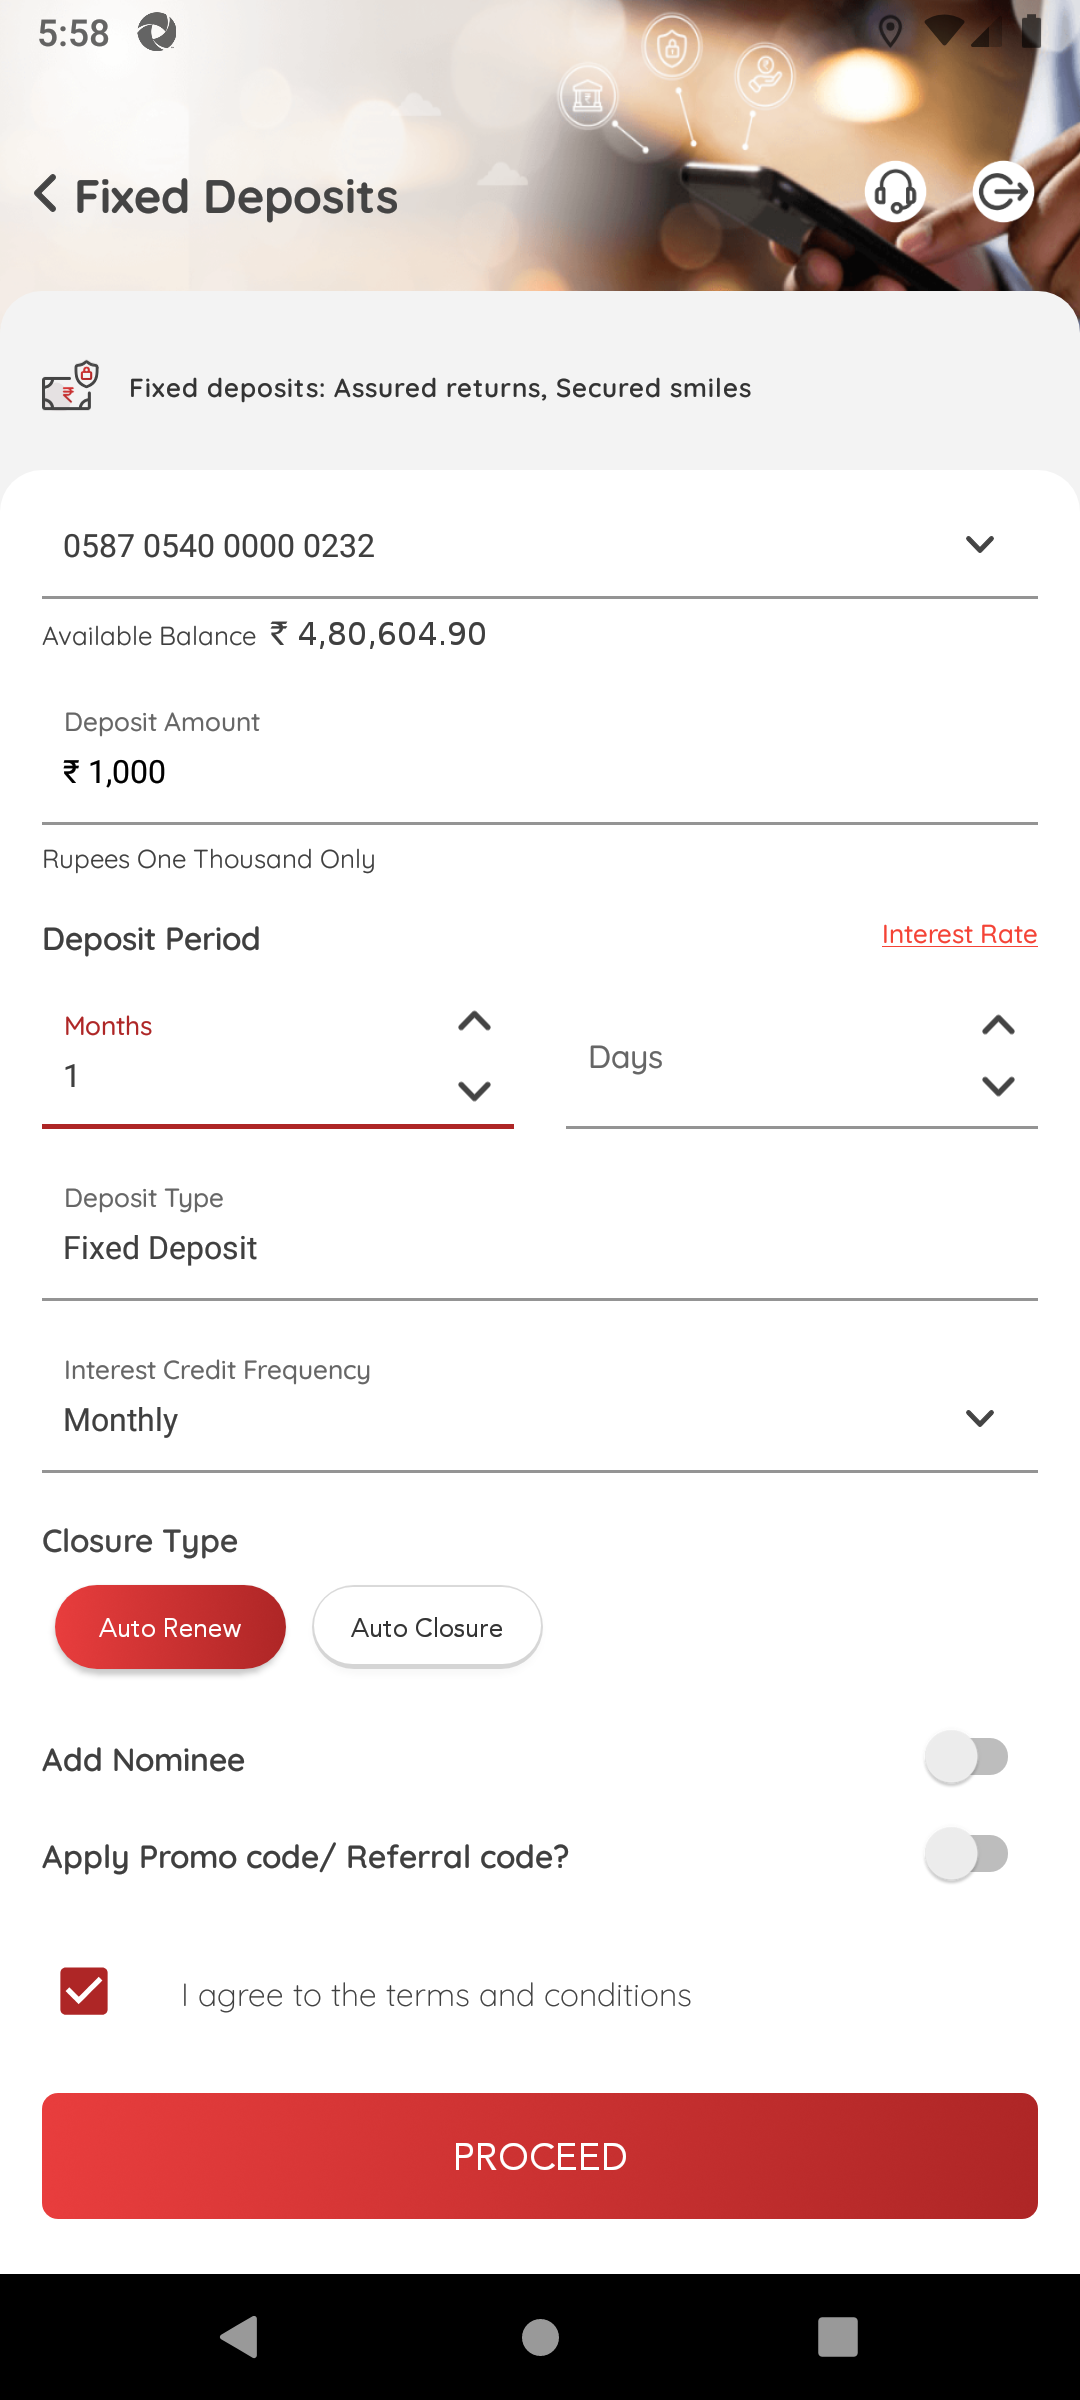 5:58
Fixed Deposits
Fixed deposits: Assured returns, Secured smiles
0587 0540 0000 0232
Available Balance ₹ 4,80,604.90
Deposit Amount
₹ 1,000
Rupees One Thousand Only
Deposit Period Interest Rate
Months
1
Days
Deposit Type
Fixed Deposit
Interest Credit Frequency
Monthly
Closure Type
Auto Renew Auto Closure
Add Nominee
Apply Promo code/ Referral code?
I agree to the terms and conditions
PROCEED